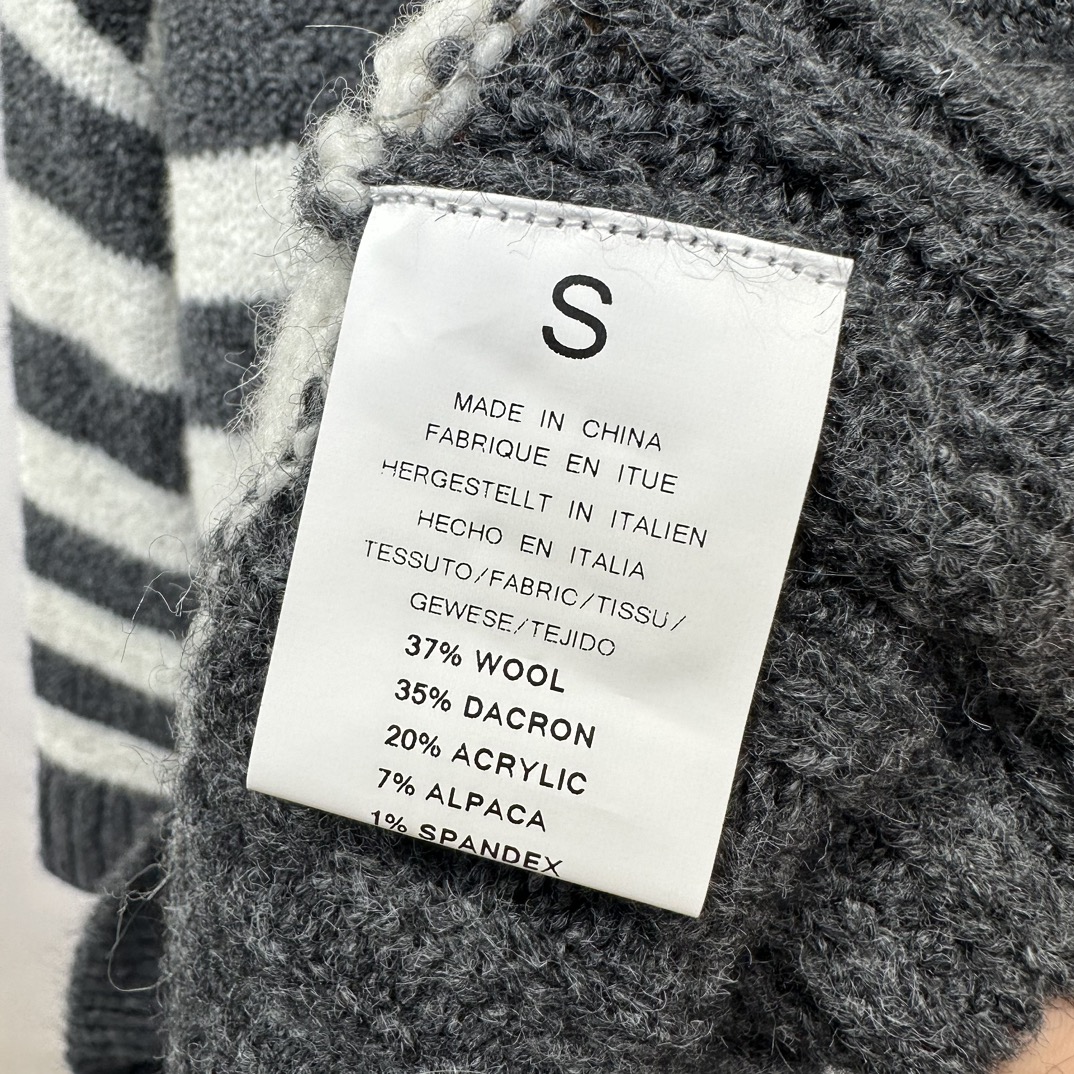 S
MADE IN CHINA
FABRIQUE EN ITUE
HERGESTELLT IN ITALIEN
HECHO EN ITALIA
TESSUTO/FABRIC/TISSU/
GEWESE/TEJIDO
37% WOOL
35% DACRON
20% ACRYLIC
7% ALPACA
1% SPANDEX